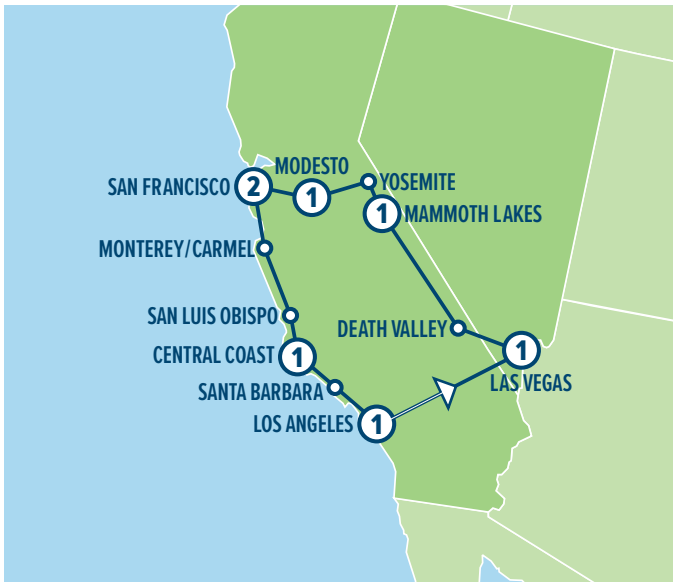 MODESTO
SAN FRANCISCO 2
1
YOSEMITE
1 MAMMOTH LAKES
MONTEREY/CARMEL
SAN LUIS OBISPO
DEATH VALLEY
CENTRAL COAST 1
1
LAS VEGAS
SANTA BARBARA
LOS ANGELES 1